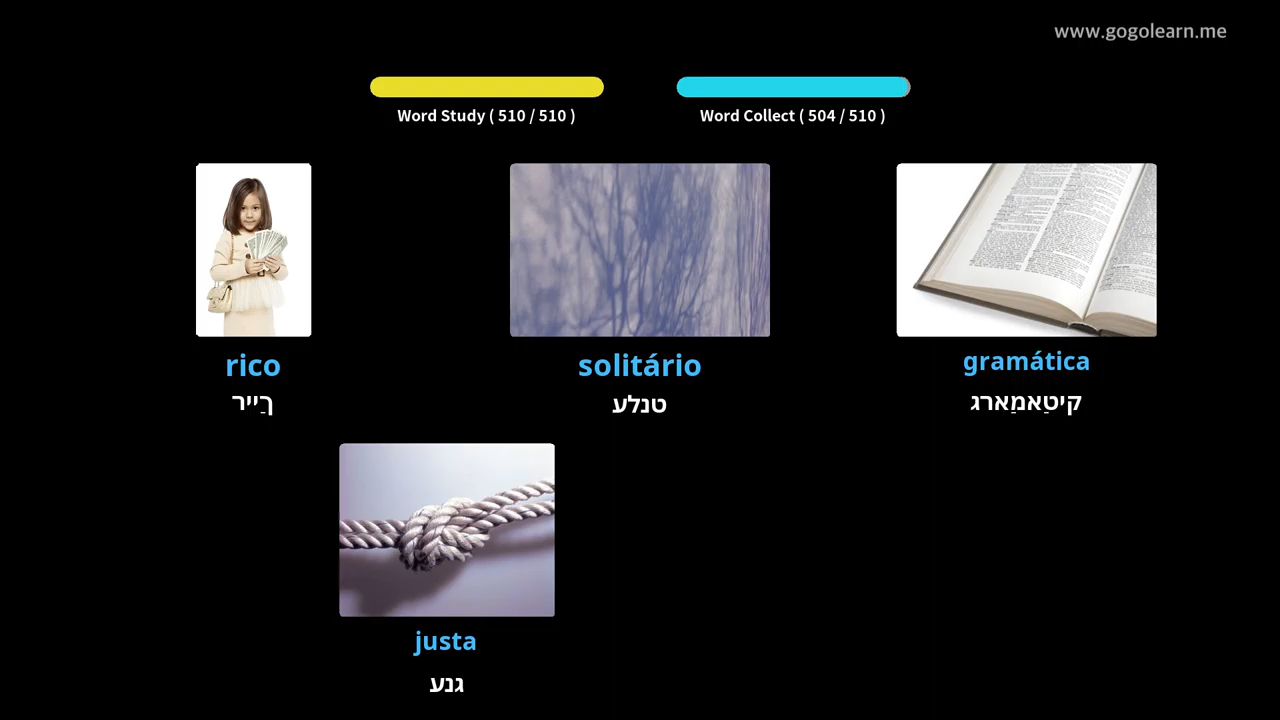 www.gogolearn.me
Word Study ( 510 / 510 )
Word Collect ( 504 / 510 )
rico
ךַייר
solitário
טנלע
gramática
קיטַאמַארג
justa
גנע